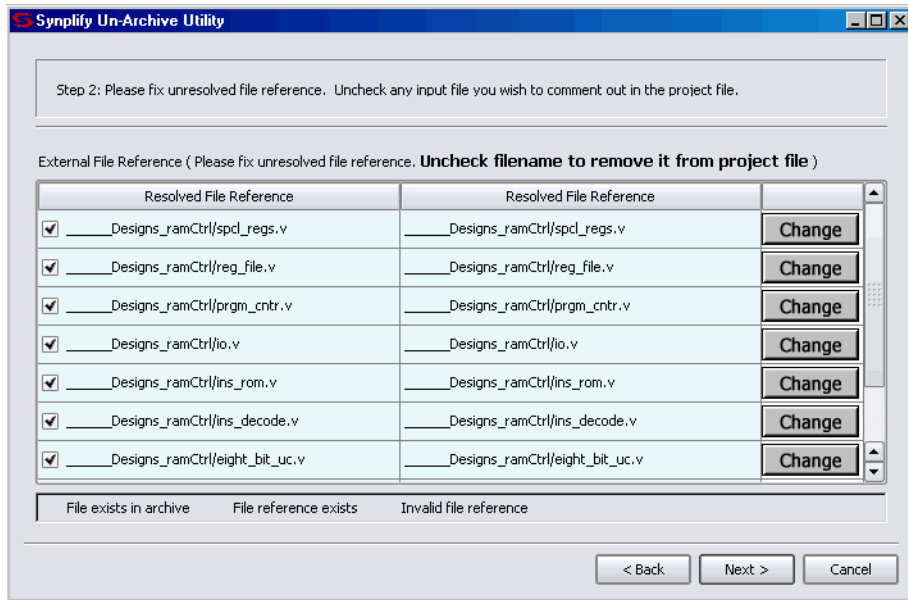 Synplify Un-Archive Utility
Step 2: Please fix unresolved file reference. Uncheck any input file you wish to comment out in the project file.
External File Reference ( Please fix unresolved file reference. Uncheck filename to remove it from project file )
Resolved File Reference Resolved File Reference
______Designs_ramCtrl/spcl_regs.v ______Designs_ramCtrl/spcl_regs.v Change
______Designs_ramCtrl/reg_file.v ______Designs_ramCtrl/reg_file.v Change
______Designs_ramCtrl/prgm_cntr.v ______Designs_ramCtrl/prgm_cntr.v Change
______Designs_ramCtrl/io.v ______Designs_ramCtrl/io.v Change
______Designs_ramCtrl/ins_rom.v ______Designs_ramCtrl/ins_rom.v Change
______Designs_ramCtrl/ins_decode.v ______Designs_ramCtrl/ins_decode.v Change
______Designs_ramCtrl/eight_bit_uc.v ______Designs_ramCtrl/eight_bit_uc.v Change
File exists in archive File reference exists Invalid file reference
< Back Next > Cancel